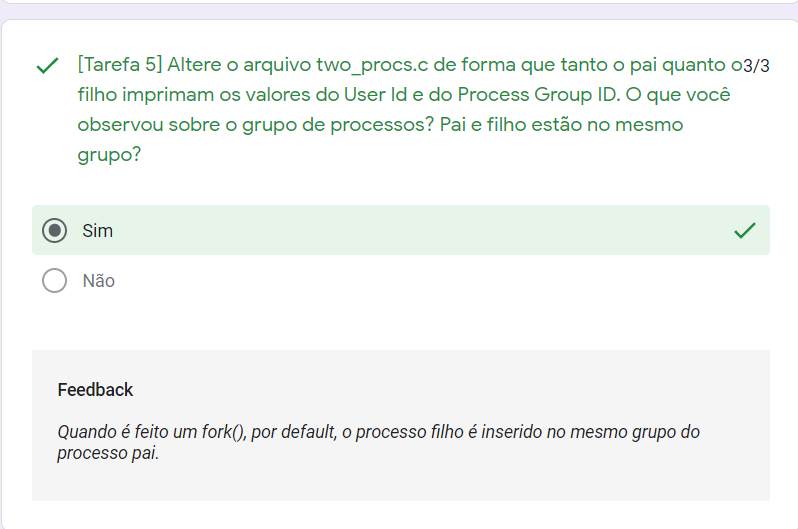 [Tarefa 5] Altere o arquivo two_procs.c de forma que tanto o pai quanto o 3/3
filho imprimam os valores do User Id e do Process Group ID. O que você
observou sobre o grupo de processos? Pai e filho estão no mesmo
grupo?
Sim
Não
Feedback
Quando é feito um fork(), por default, o processo filho é inserido no mesmo grupo do
processo pai.